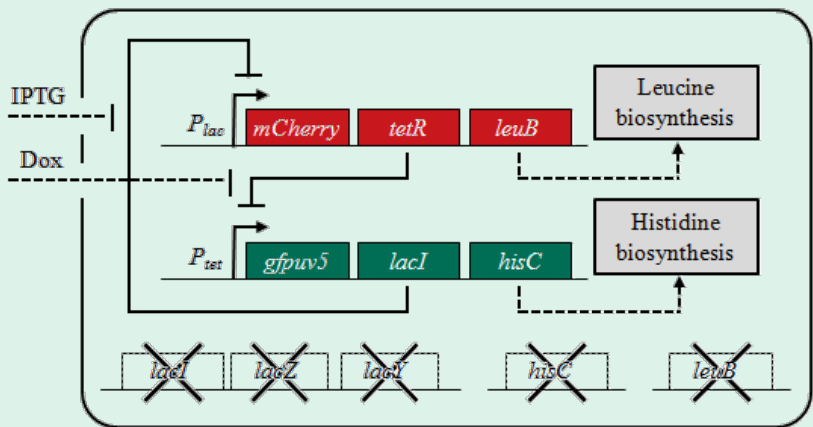 IPTG
Dox
P_lac mCherry tetR leuB
Leucine
biosynthesis
P_tet gfpuv5 lacI hisC
Histidine
biosynthesis
lacI lacZ lacY hisC leuB